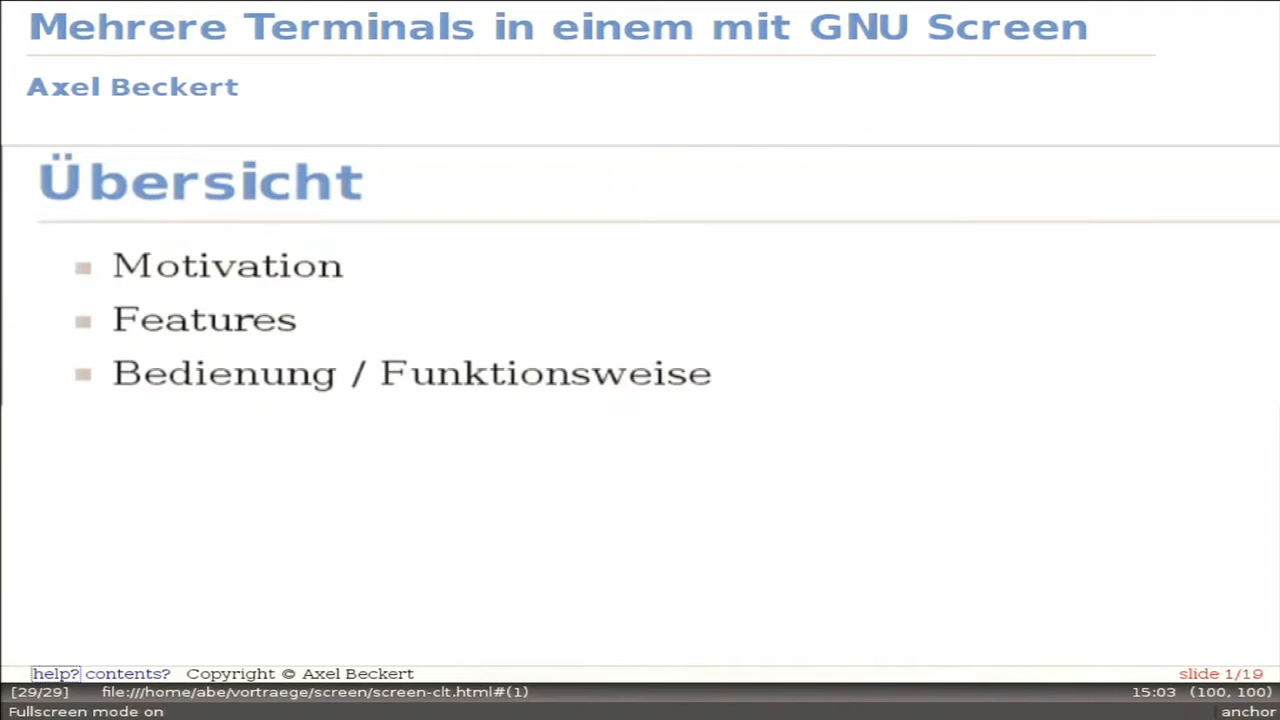 Mehrere Terminals in einem mit GNU Screen
Axel Beckert
Übersicht
Motivation
Features
Bedienung / Funktionsweise
help? contents? Copyright © Axel Beckert slide 1/19
[29/29] file:///home/abe/vortraege/screen/screen-clt.html#(1) 15:03 (100, 100)
Fullscreen mode on anchor